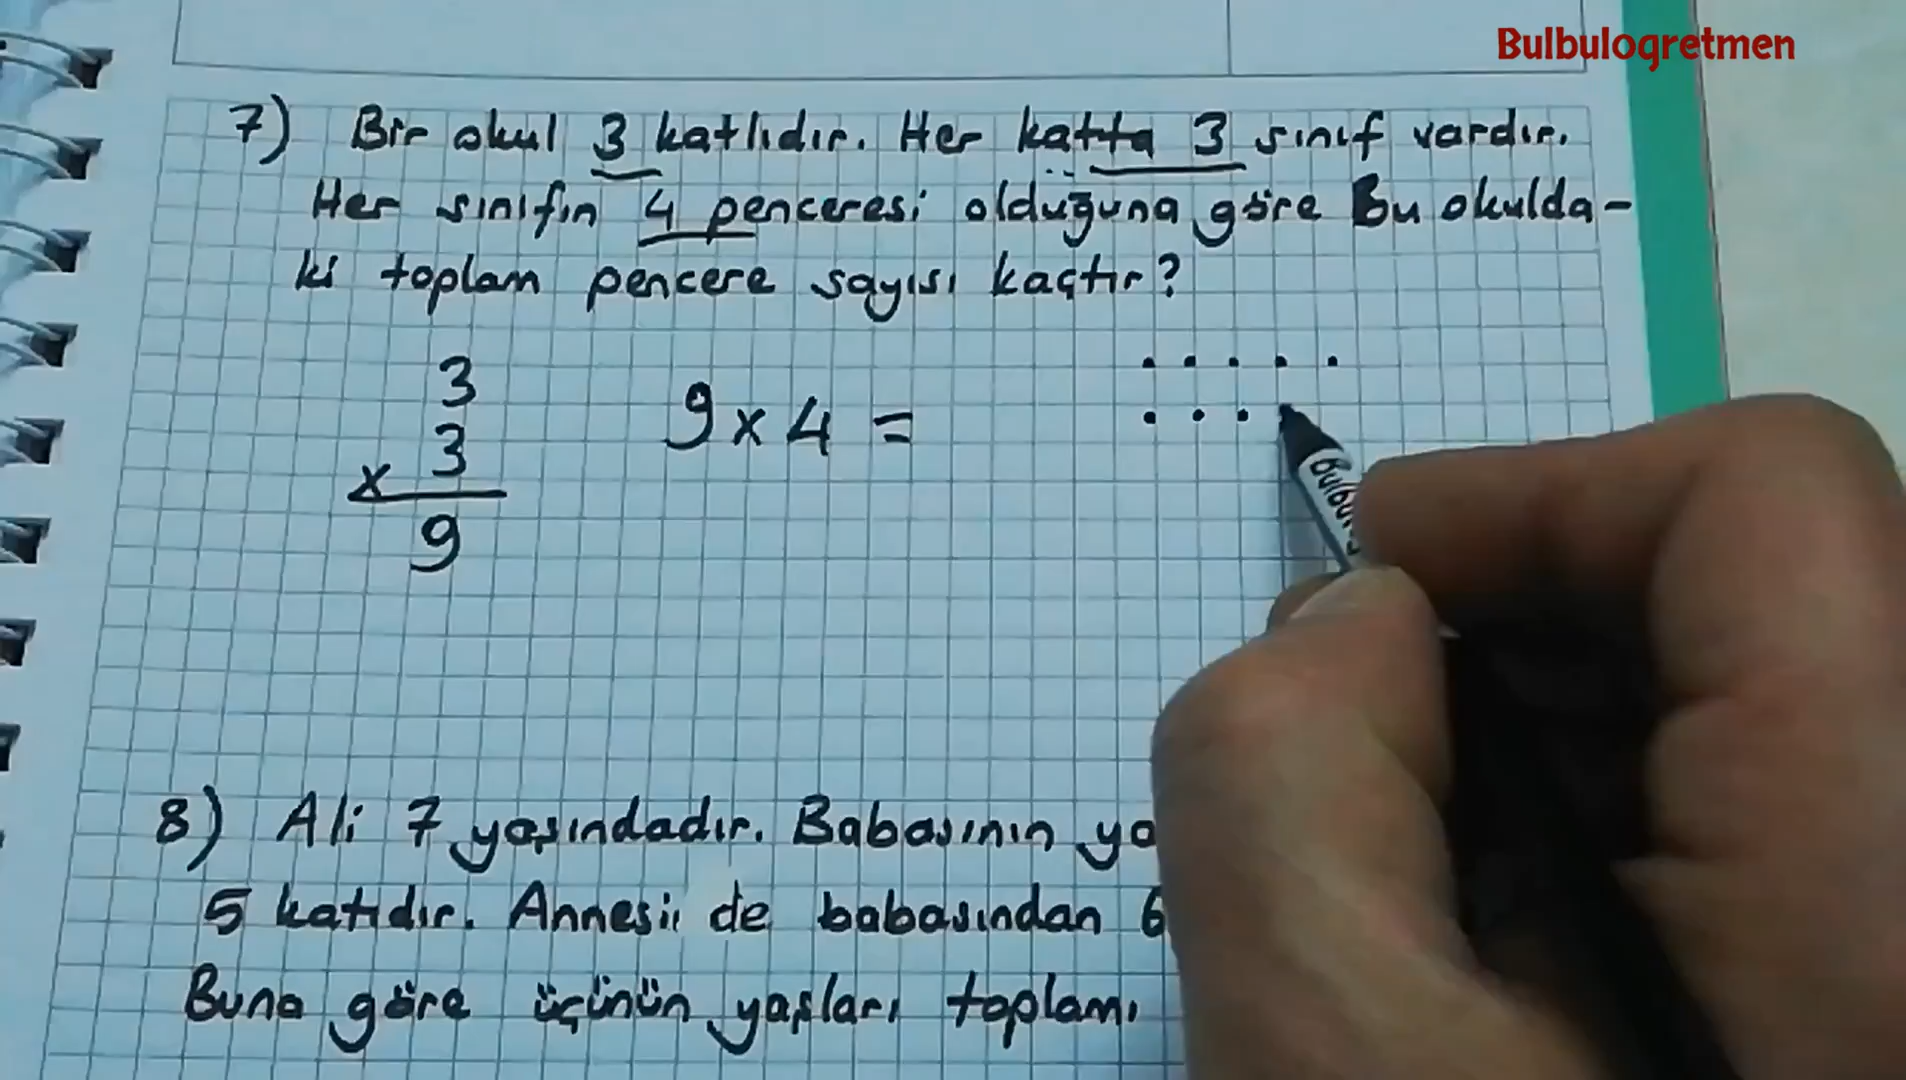 Bulbulogretmen
7) Bir okul 3 katlıdır. Her katta 3 sınıf vardır.
Her sınıfın 4 penceresi olduğuna göre Bu okulda-
ki toplam pencere sayısı kaçtır?
3
x 3
9
9 x 4 =
8) Ali 7 yaşındadır. Babasının
5 katıdır. Annesi de babasından 6
Buna göre üçünün yaşları toplamı